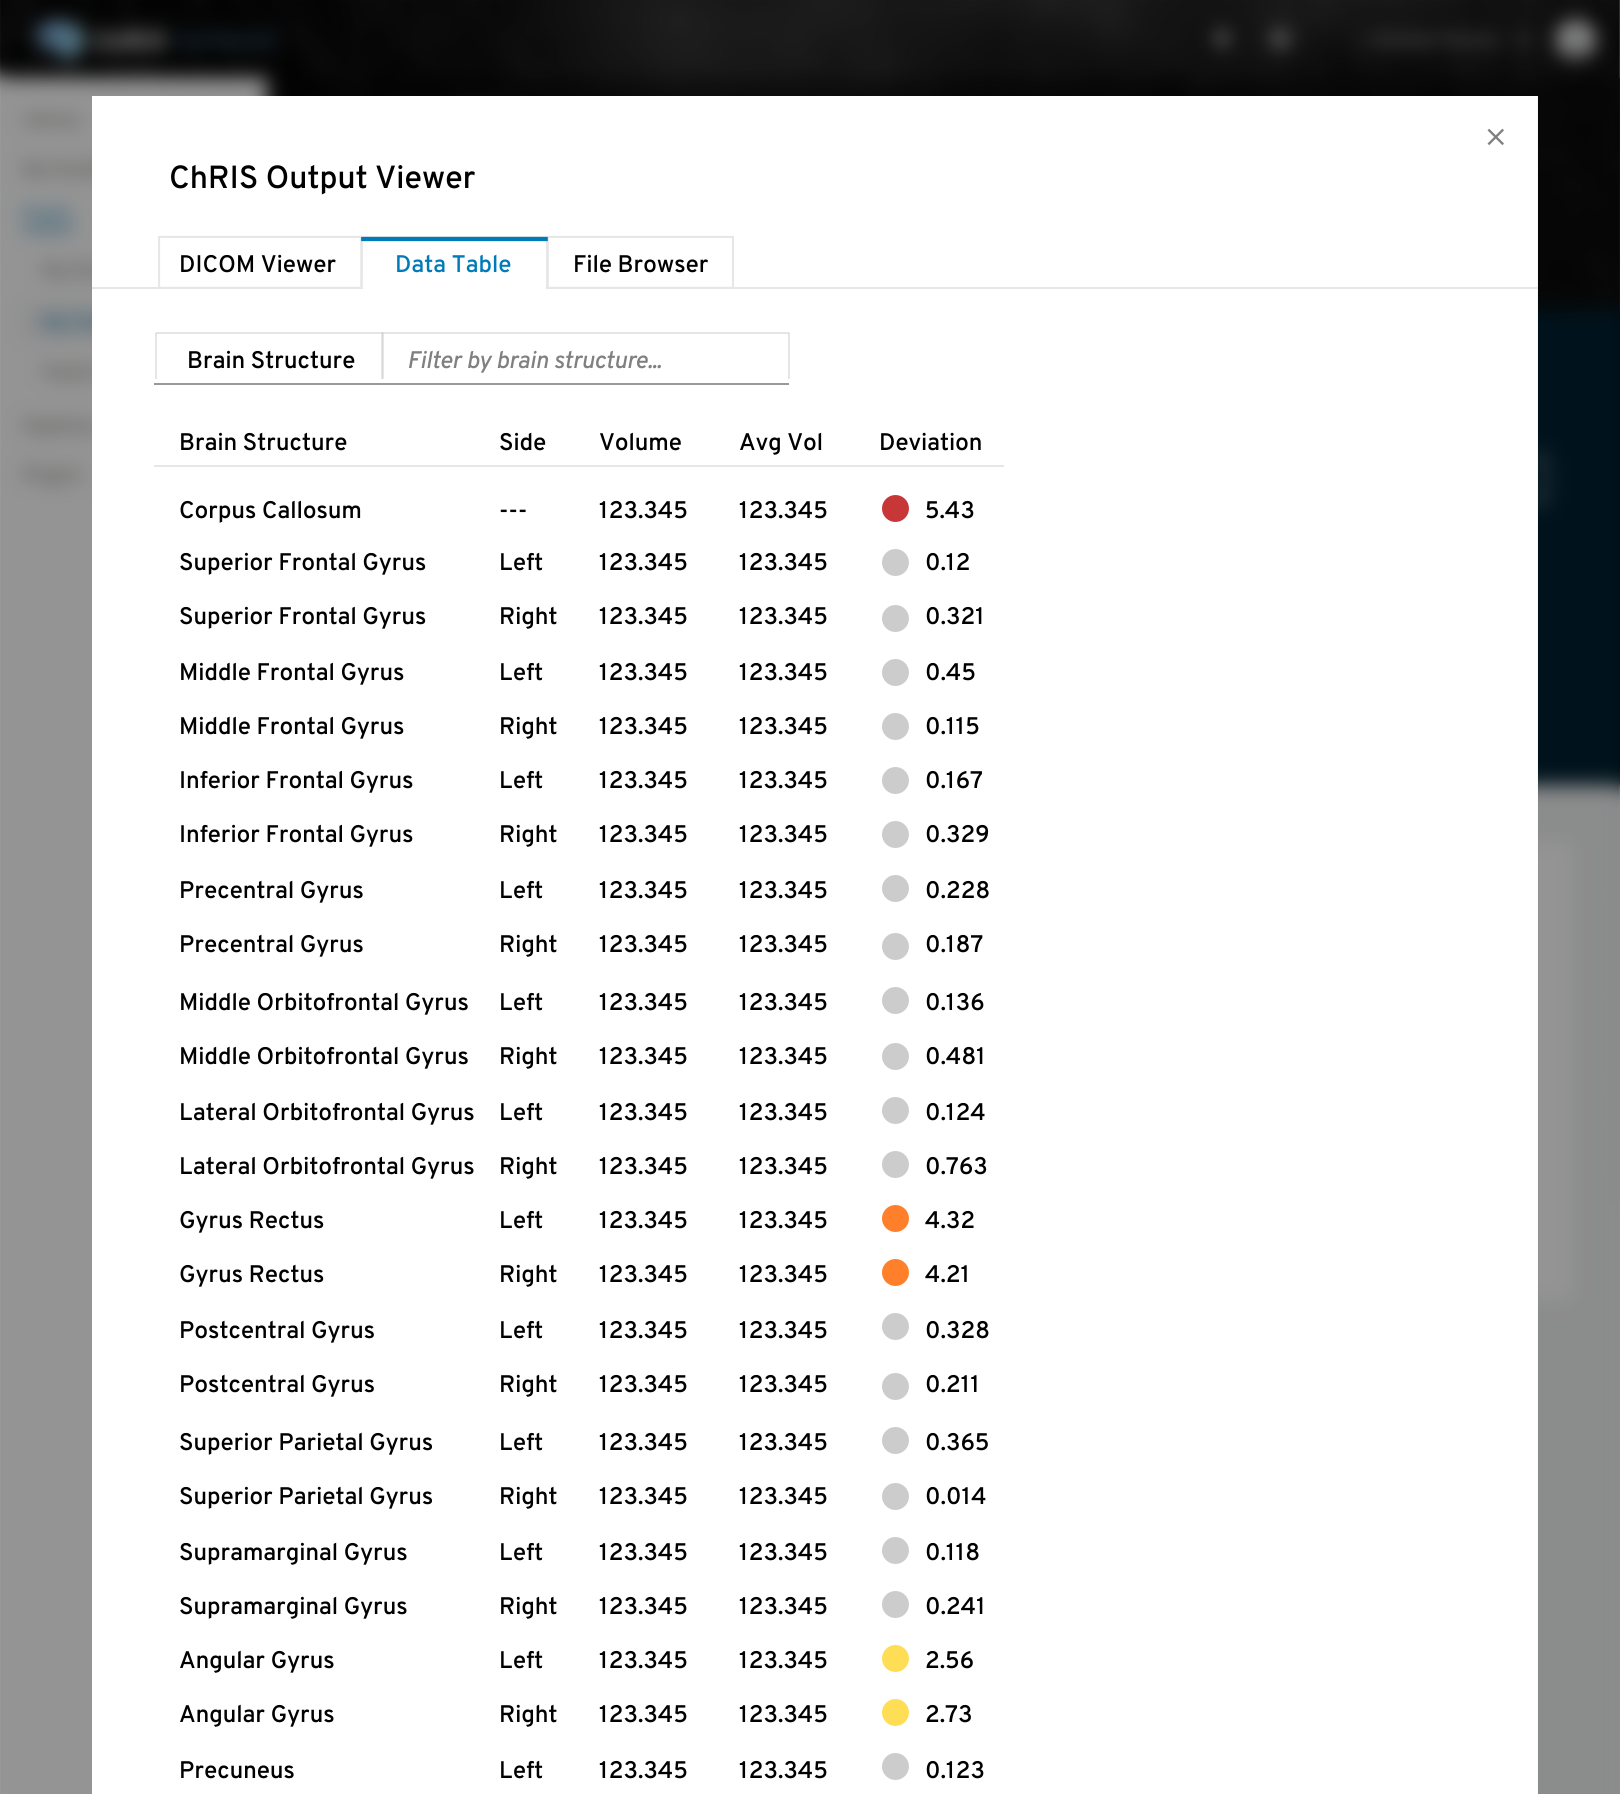 ChRIS Output Viewer
DICOM Viewer Data Table File Browser
Brain Structure Filter by brain structure...
Brain Structure Side Volume Avg Vol Deviation
Corpus Callosum --- 123.345 123.345 5.43
Superior Frontal Gyrus Left 123.345 123.345 0.12
Superior Frontal Gyrus Right 123.345 123.345 0.321
Middle Frontal Gyrus Left 123.345 123.345 0.45
Middle Frontal Gyrus Right 123.345 123.345 0.115
Inferior Frontal Gyrus Left 123.345 123.345 0.167
Inferior Frontal Gyrus Right 123.345 123.345 0.329
Precentral Gyrus Left 123.345 123.345 0.228
Precentral Gyrus Right 123.345 123.345 0.187
Middle Orbitofrontal Gyrus Left 123.345 123.345 0.136
Middle Orbitofrontal Gyrus Right 123.345 123.345 0.481
Lateral Orbitofrontal Gyrus Left 123.345 123.345 0.124
Lateral Orbitofrontal Gyrus Right 123.345 123.345 0.763
Gyrus Rectus Left 123.345 123.345 4.32
Gyrus Rectus Right 123.345 123.345 4.21
Postcentral Gyrus Left 123.345 123.345 0.328
Postcentral Gyrus Right 123.345 123.345 0.211
Superior Parietal Gyrus Left 123.345 123.345 0.365
Superior Parietal Gyrus Right 123.345 123.345 0.014
Supramarginal Gyrus Left 123.345 123.345 0.118
Supramarginal Gyrus Right 123.345 123.345 0.241
Angular Gyrus Left 123.345 123.345 2.56
Angular Gyrus Right 123.345 123.345 2.73
Precuneus Left 123.345 123.345 0.123